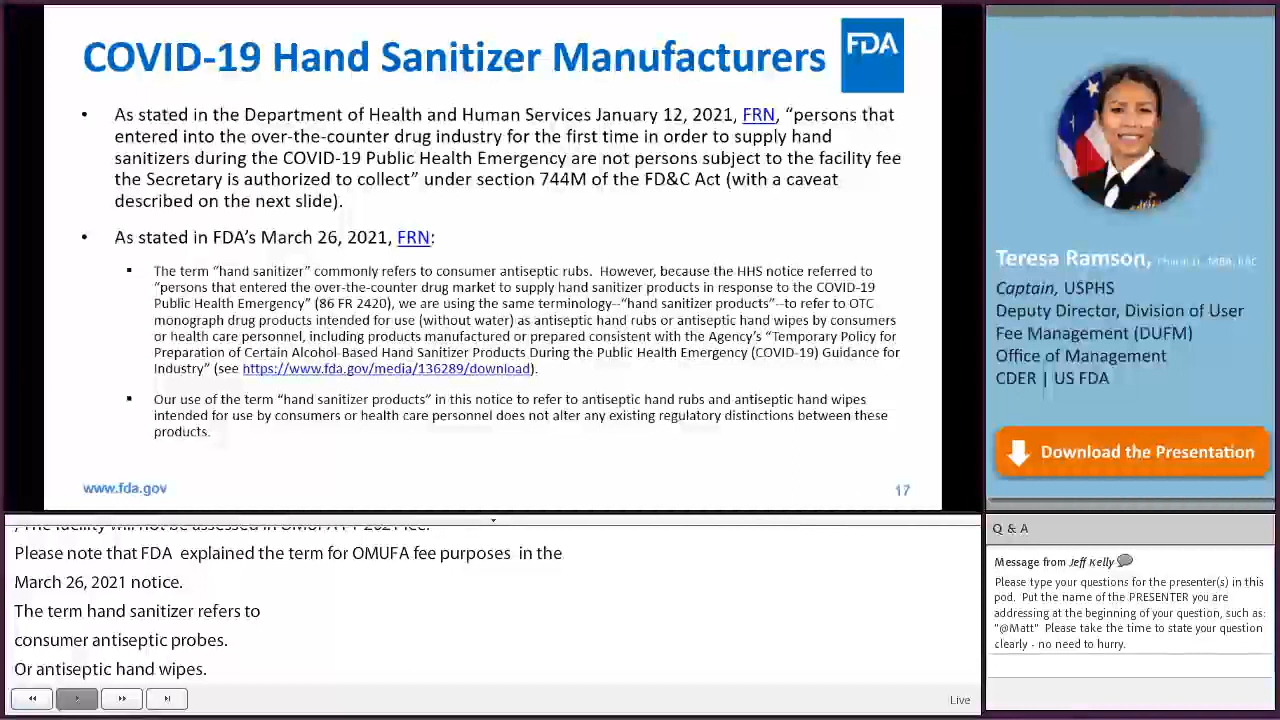 COVID-19 Hand Sanitizer Manufacturers
FDA
• As stated in the Department of Health and Human Services January 12, 2021, FRN, “persons that
entered into the over-the-counter drug industry for the first time in order to supply hand
sanitizers during the COVID-19 Public Health Emergency are not persons subject to the facility fee
the Secretary is authorized to collect” under section 744M of the FD&C Act (with a caveat
described on the next slide).
• As stated in FDA’s March 26, 2021, FRN:
▪ The term “hand sanitizer” commonly refers to consumer antiseptic rubs. However, because the HHS notice referred to
“persons that entered the over-the-counter drug market to supply hand sanitizer products in response to the COVID-19
Public Health Emergency” (86 FR 2420), we are using the same terminology--“hand sanitizer products”--to refer to OTC
monograph drug products intended for use (without water) as antiseptic hand rubs or antiseptic hand wipes by consumers
or health care personnel, including products manufactured or prepared consistent with the Agency’s “Temporary Policy for
Preparation of Certain Alcohol-Based Hand Sanitizer Products During the Public Health Emergency (COVID-19) Guidance for
Industry” (see https://www.fda.gov/media/136289/download).
▪ Our use of the term “hand sanitizer products” in this notice to refer to antiseptic hand rubs and antiseptic hand wipes
intended for use by consumers or health care personnel does not alter any existing regulatory distinctions between these
products.
www.fda.gov
17
Teresa Ramson,
Captain, USPHS
Deputy Director, Division of User
Fee Management (DUFM)
Office of Management
CDER | US FDA
Download the Presentation
, The facility will not be assessed in OMUFA FY 2021 fee.
Please note that FDA explained the term for OMUFA fee purposes in the
March 26, 2021 notice.
The term hand sanitizer refers to
consumer antiseptic probes.
Or antiseptic hand wipes.
Live
Q & A
Message from Jeff Kelly
Please type your questions for the presenter(s) in this
pod. Put the name of the PRESENTER you are
addressing at the beginning of your question, such as:
"@Matt" Please take the time to state your question
clearly - no need to hurry.